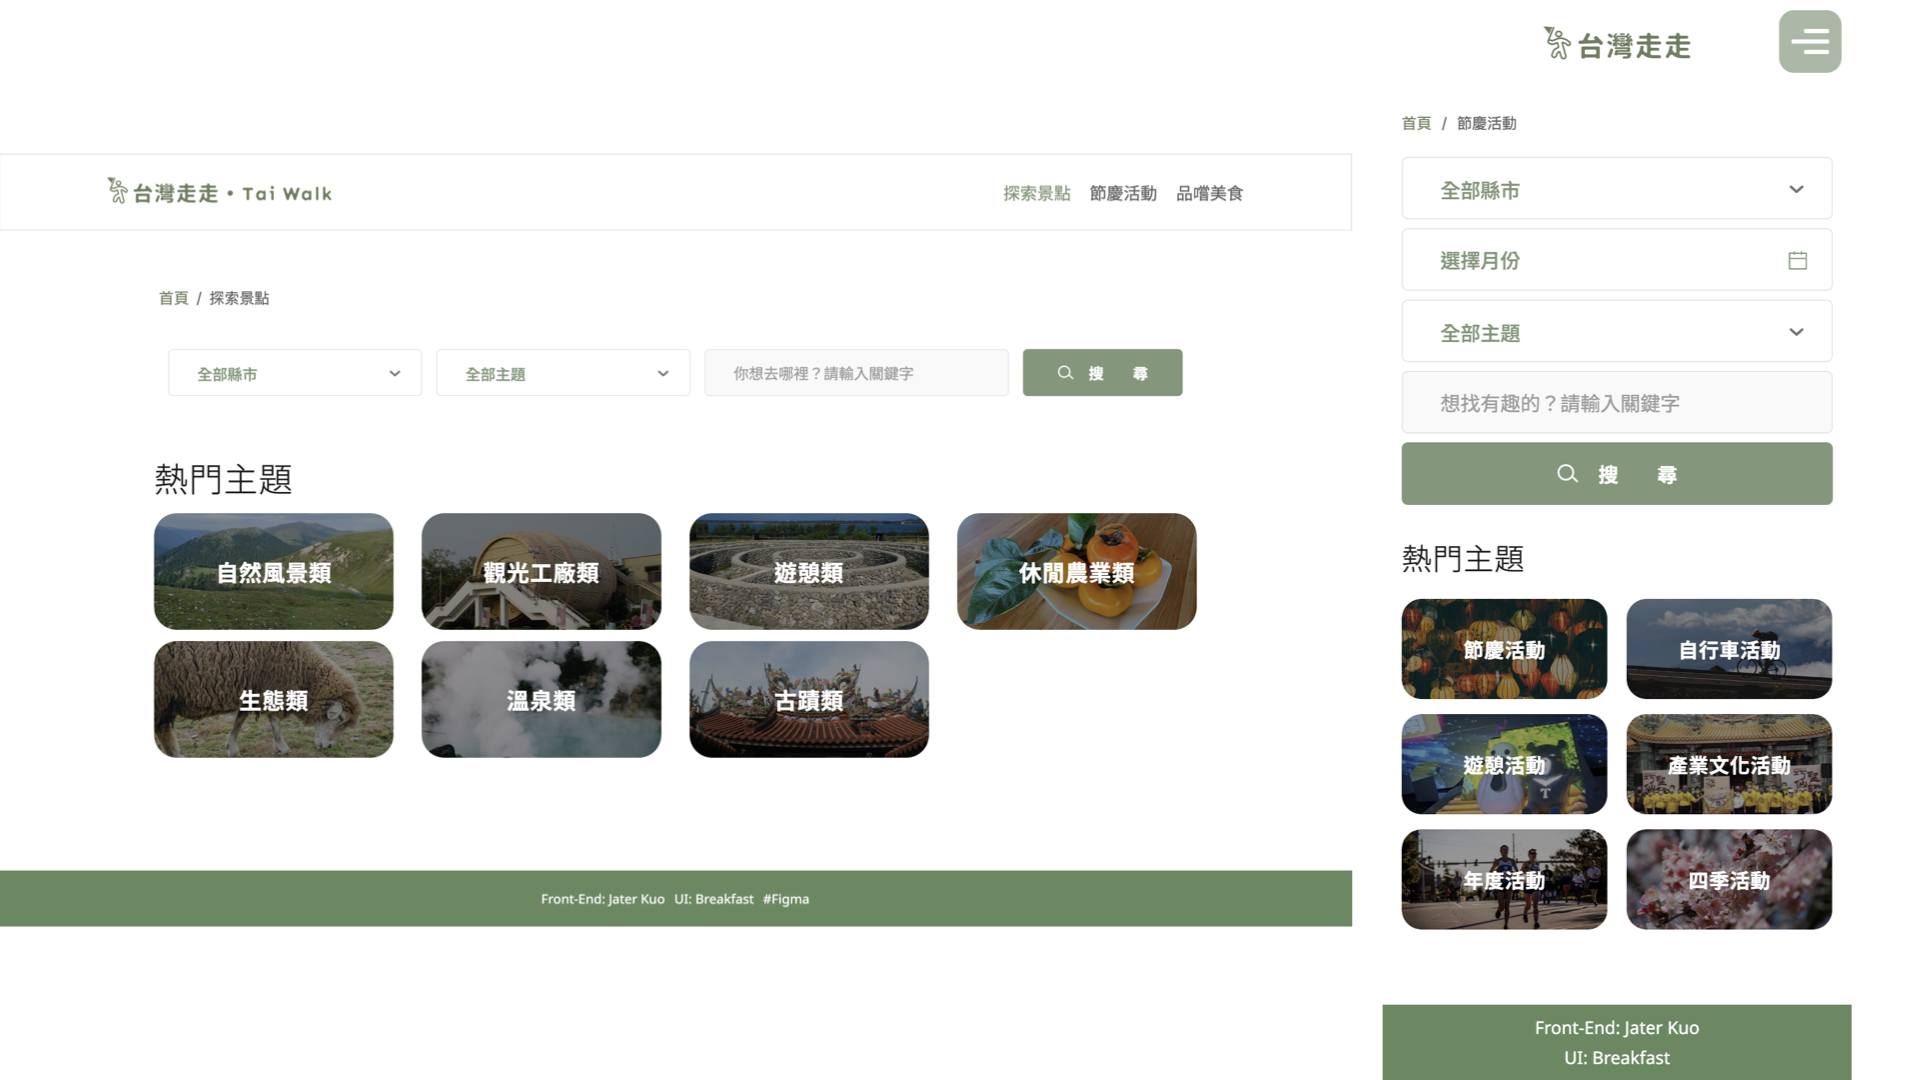 台灣走走・Tai Walk
探索景點 節慶活動 品嚐美食
首頁 / 探索景點
全部縣市 全部主題 你想去哪裡？請輸入關鍵字 搜 尋
熱門主題
自然風景類 觀光工廠類 遊憩類 休閒農業類
生態類 溫泉類 古蹟類
Front-End: Jater Kuo UI: Breakfast #Figma
台灣走走
首頁 / 節慶活動
全部縣市
選擇月份
全部主題
想找有趣的？請輸入關鍵字
搜 尋
熱門主題
節慶活動 自行車活動
遊憩活動 產業文化活動
年度活動 四季活動
Front-End: Jater Kuo
UI: Breakfast